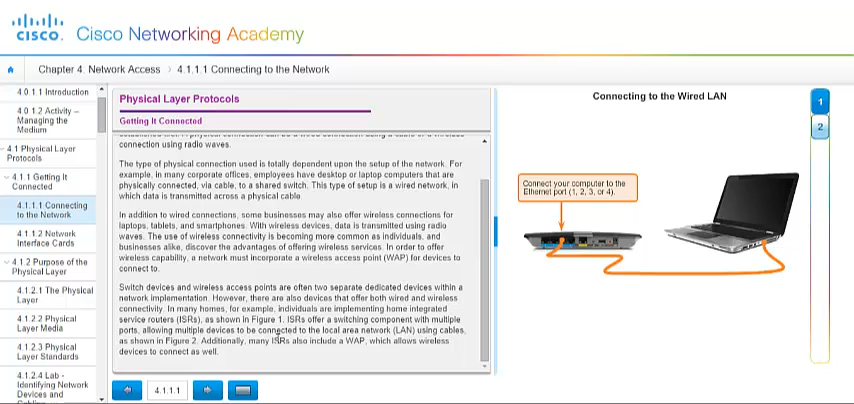 CISCO. Cisco Networking Academy
Chapter 4. Network Access > 4.1.1.1 Connecting to the Network
4.0.1.1 Introduction
4.0.1.2 Activity –
Managing the
Medium
4.1 Physical Layer
Protocols
4.1.1 Getting It
Connected
4.1.1.1 Connecting
to the Network
4.1.1.2 Network
Interface Cards
4.1.2 Purpose of the
Physical Layer
4.1.2.1 The Physical
Layer
4.1.2.2 Physical
Layer Media
4.1.2.3 Physical
Layer Standards
4.1.2.4 Lab -
Identifying Network
Devices and
Physical Layer Protocols
Getting It Connected
connection using radio waves.
The type of physical connection used is totally dependent upon the setup of the network. For
example, in many corporate offices, employees have desktop or laptop computers that are
physically connected, via cable, to a shared switch. This type of setup is a wired network, in
which data is transmitted across a physical cable
In addition to wired connections, some businesses may also offer wireless connections for
laptops, tablets, and smartphones. With wireless devices, data is transmitted using radio
waves. The use of wireless connectivity is becoming more common as individuals, and
businesses alike, discover the advantages of offering wireless services. In order to offer
wireless capability, a network must incorporate a wireless access point (WAP) for devices to
connect to.
Switch devices and wireless access points are often two separate dedicated devices within a
network implementation. However, there are also devices that offer both wired and wireless
connectivity. In many homes, for example, individuals are implementing home integrated
service routers (ISRs), as shown in Figure 1. ISRs offer a switching component with multiple
ports, allowing multiple devices to be connected to the local area network (LAN) using cables,
as shown in Figure 2. Additionally, many ISRs also include a WAP, which allows wireless
devices to connect as well.
4.1.1.1
Connecting to the Wired LAN
Connect your computer to the
Ethernet port (1, 2, 3, or 4).
1
2